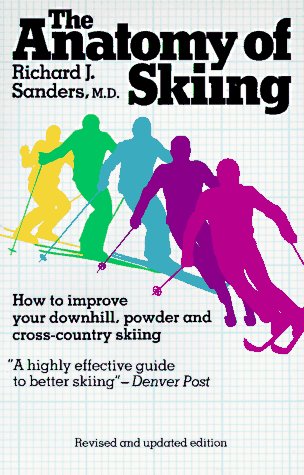 The
Anatomy of
Richard J.
Sanders, M.D.
Skiing
How to improve
your downhill, powder and
cross-country skiing
"A highly effective guide
to better skiing"–Denver Post
Revised and updated edition